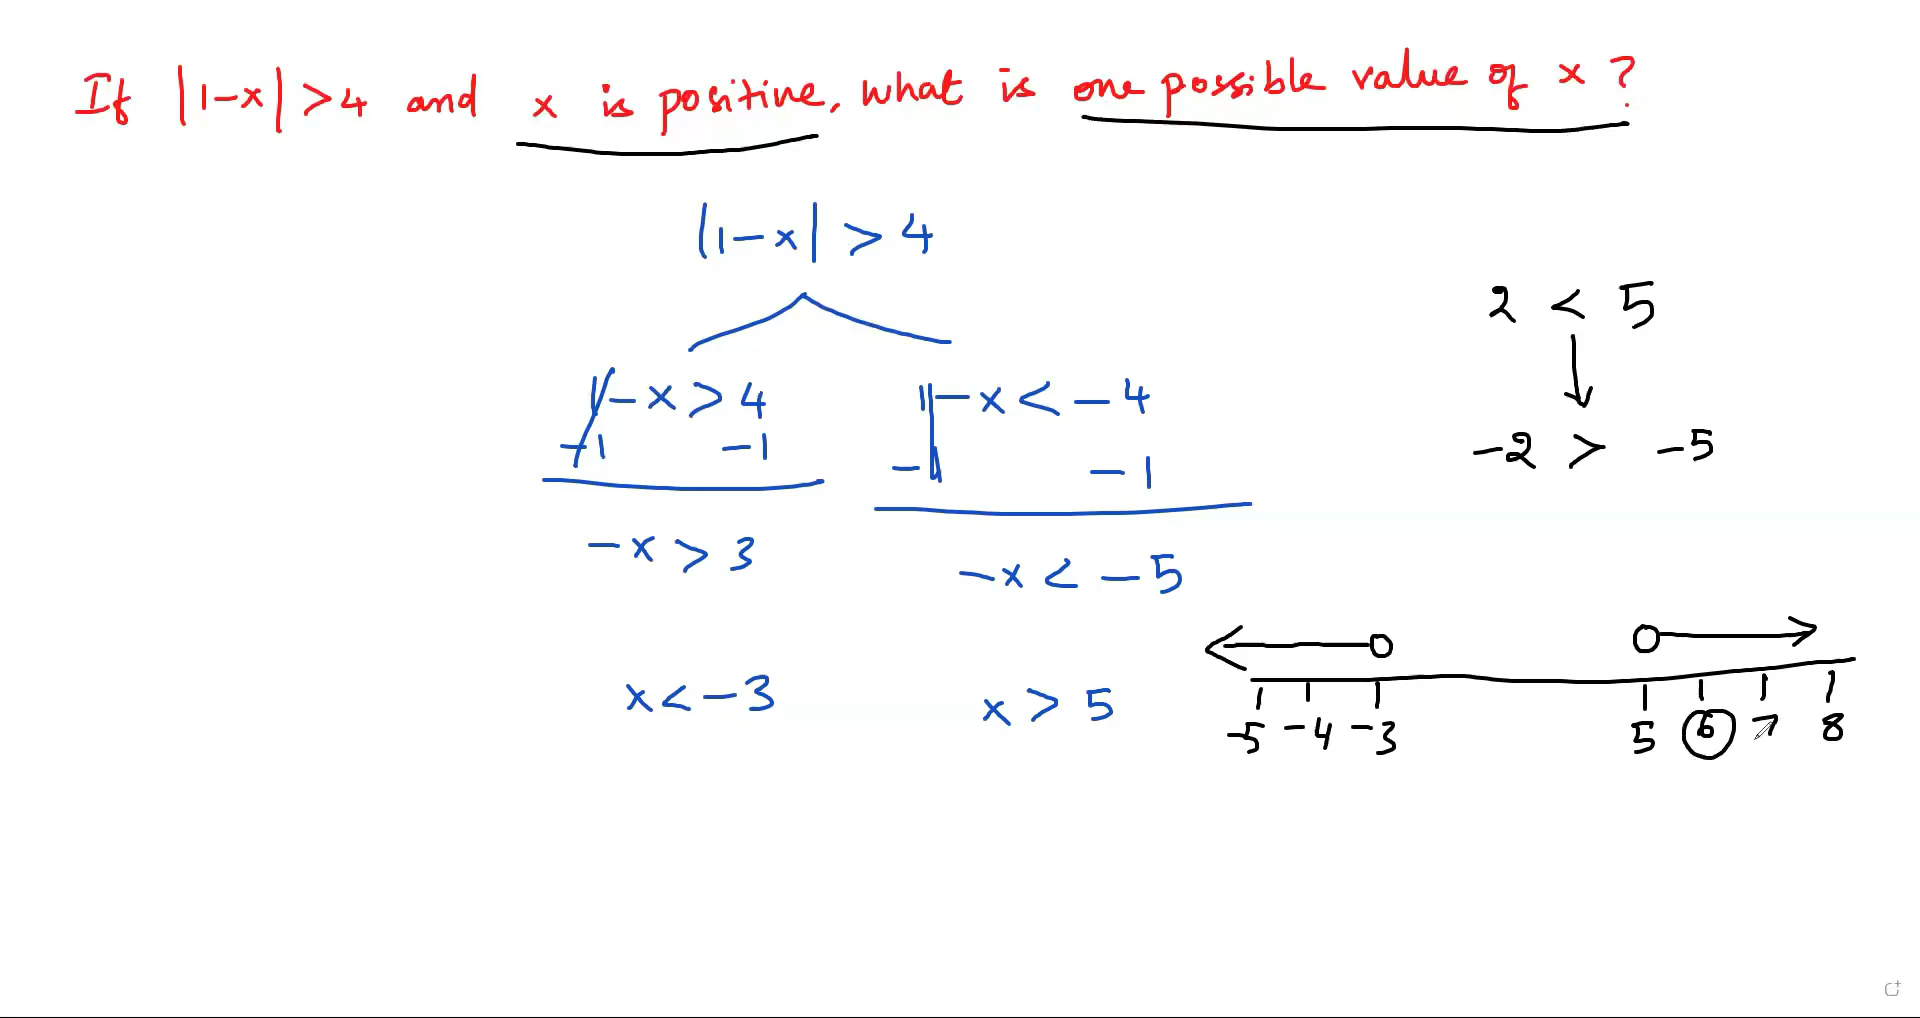 If |1-x| > 4 and x is positive, what is one possible value of x?
|1-x| > 4
1-x > 4
-1 -1
-x > 3
x < -3
1-x < -4
-1 -1
-x < -5
x > 5
2 < 5
-2 > -5
-5 -4 -3 5 6 7 8